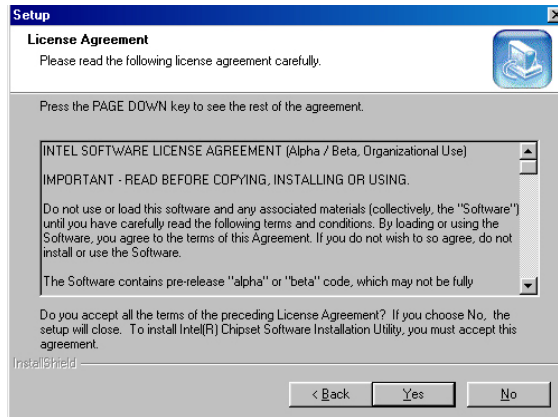 Setup
License Agreement
Please read the following license agreement carefully.
Press the PAGE DOWN key to see the rest of the agreement.
INTEL SOFTWARE LICENSE AGREEMENT (Alpha / Beta, Organizational Use)
IMPORTANT - READ BEFORE COPYING, INSTALLING OR USING.
Do not use or load this software and any associated materials (collectively, the "Software")
until you have carefully read the following terms and conditions. By loading or using the
Software, you agree to the terms of this Agreement. If you do not wish to so agree, do not
install or use the Software.
The Software contains pre-release "alpha" or "beta" code, which may not be fully
Do you accept all the terms of the preceding License Agreement? If you choose No, the
setup will close. To install Intel(R) Chipset Software Installation Utility, you must accept this
agreement.
InstallShield
< Back Yes No